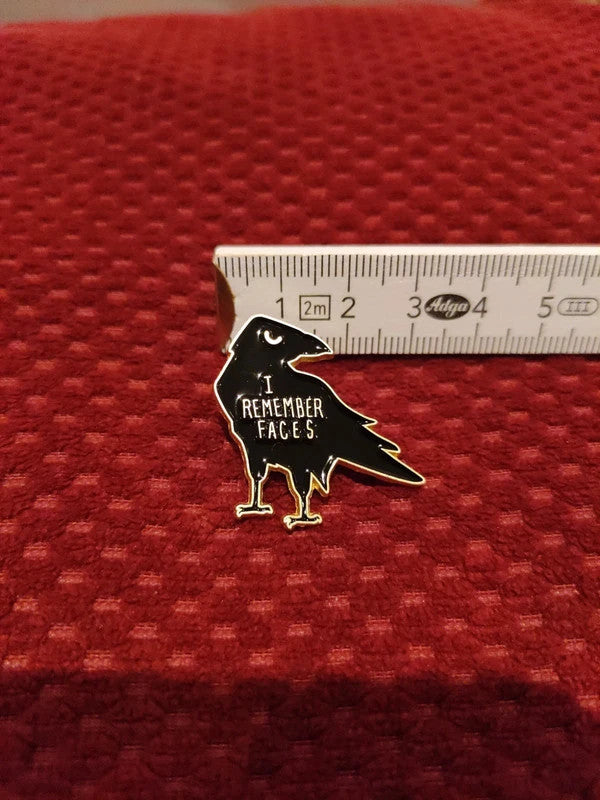 1 2m 2 3 Adga 4 5 III
I
REMEMBER
FACES.